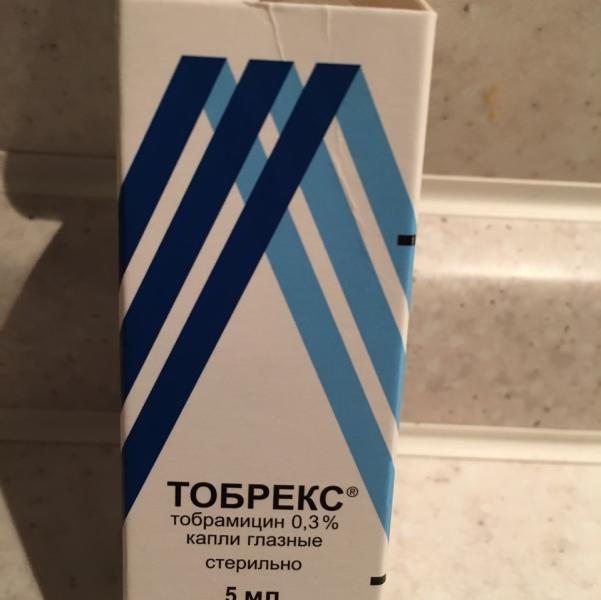 ТОБРЕКС®
тобрамицин 0,3%
капли глазные
стерильно
5 мл